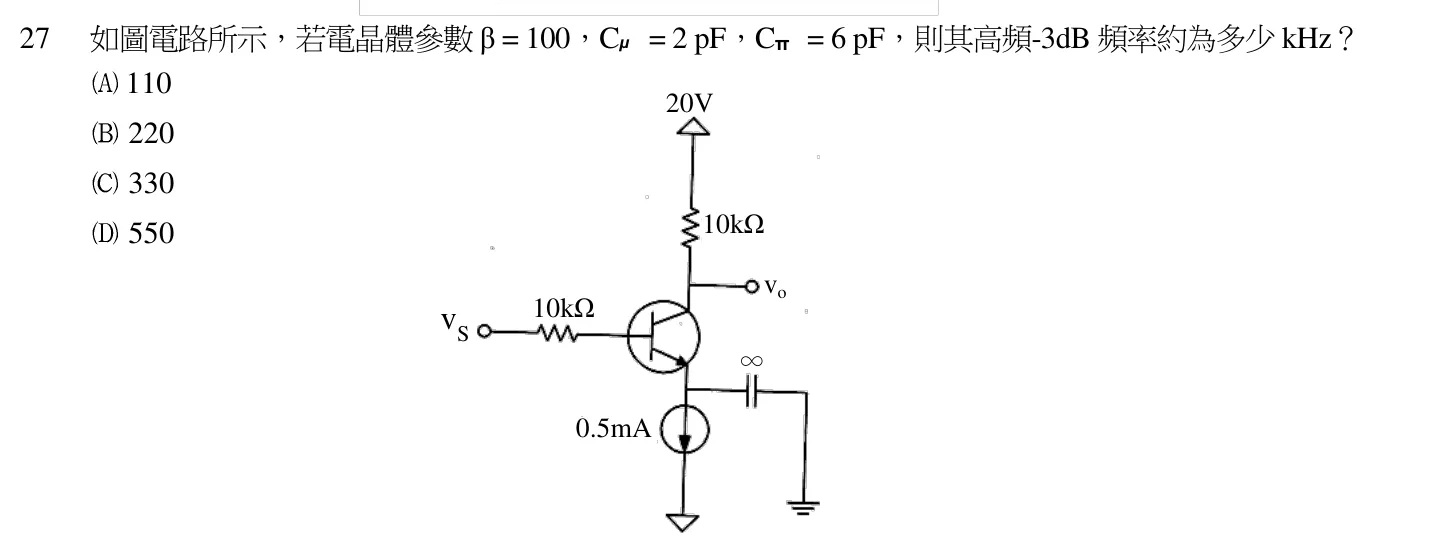 27 如圖電路所示，若電晶體參數 β = 100，Cμ = 2 pF，Cπ = 6 pF，則其高頻-3dB 頻率約為多少 kHz？
(A) 110
(B) 220
(C) 330
(D) 550
20V
10kΩ
vo
10kΩ
vS
∞
0.5mA